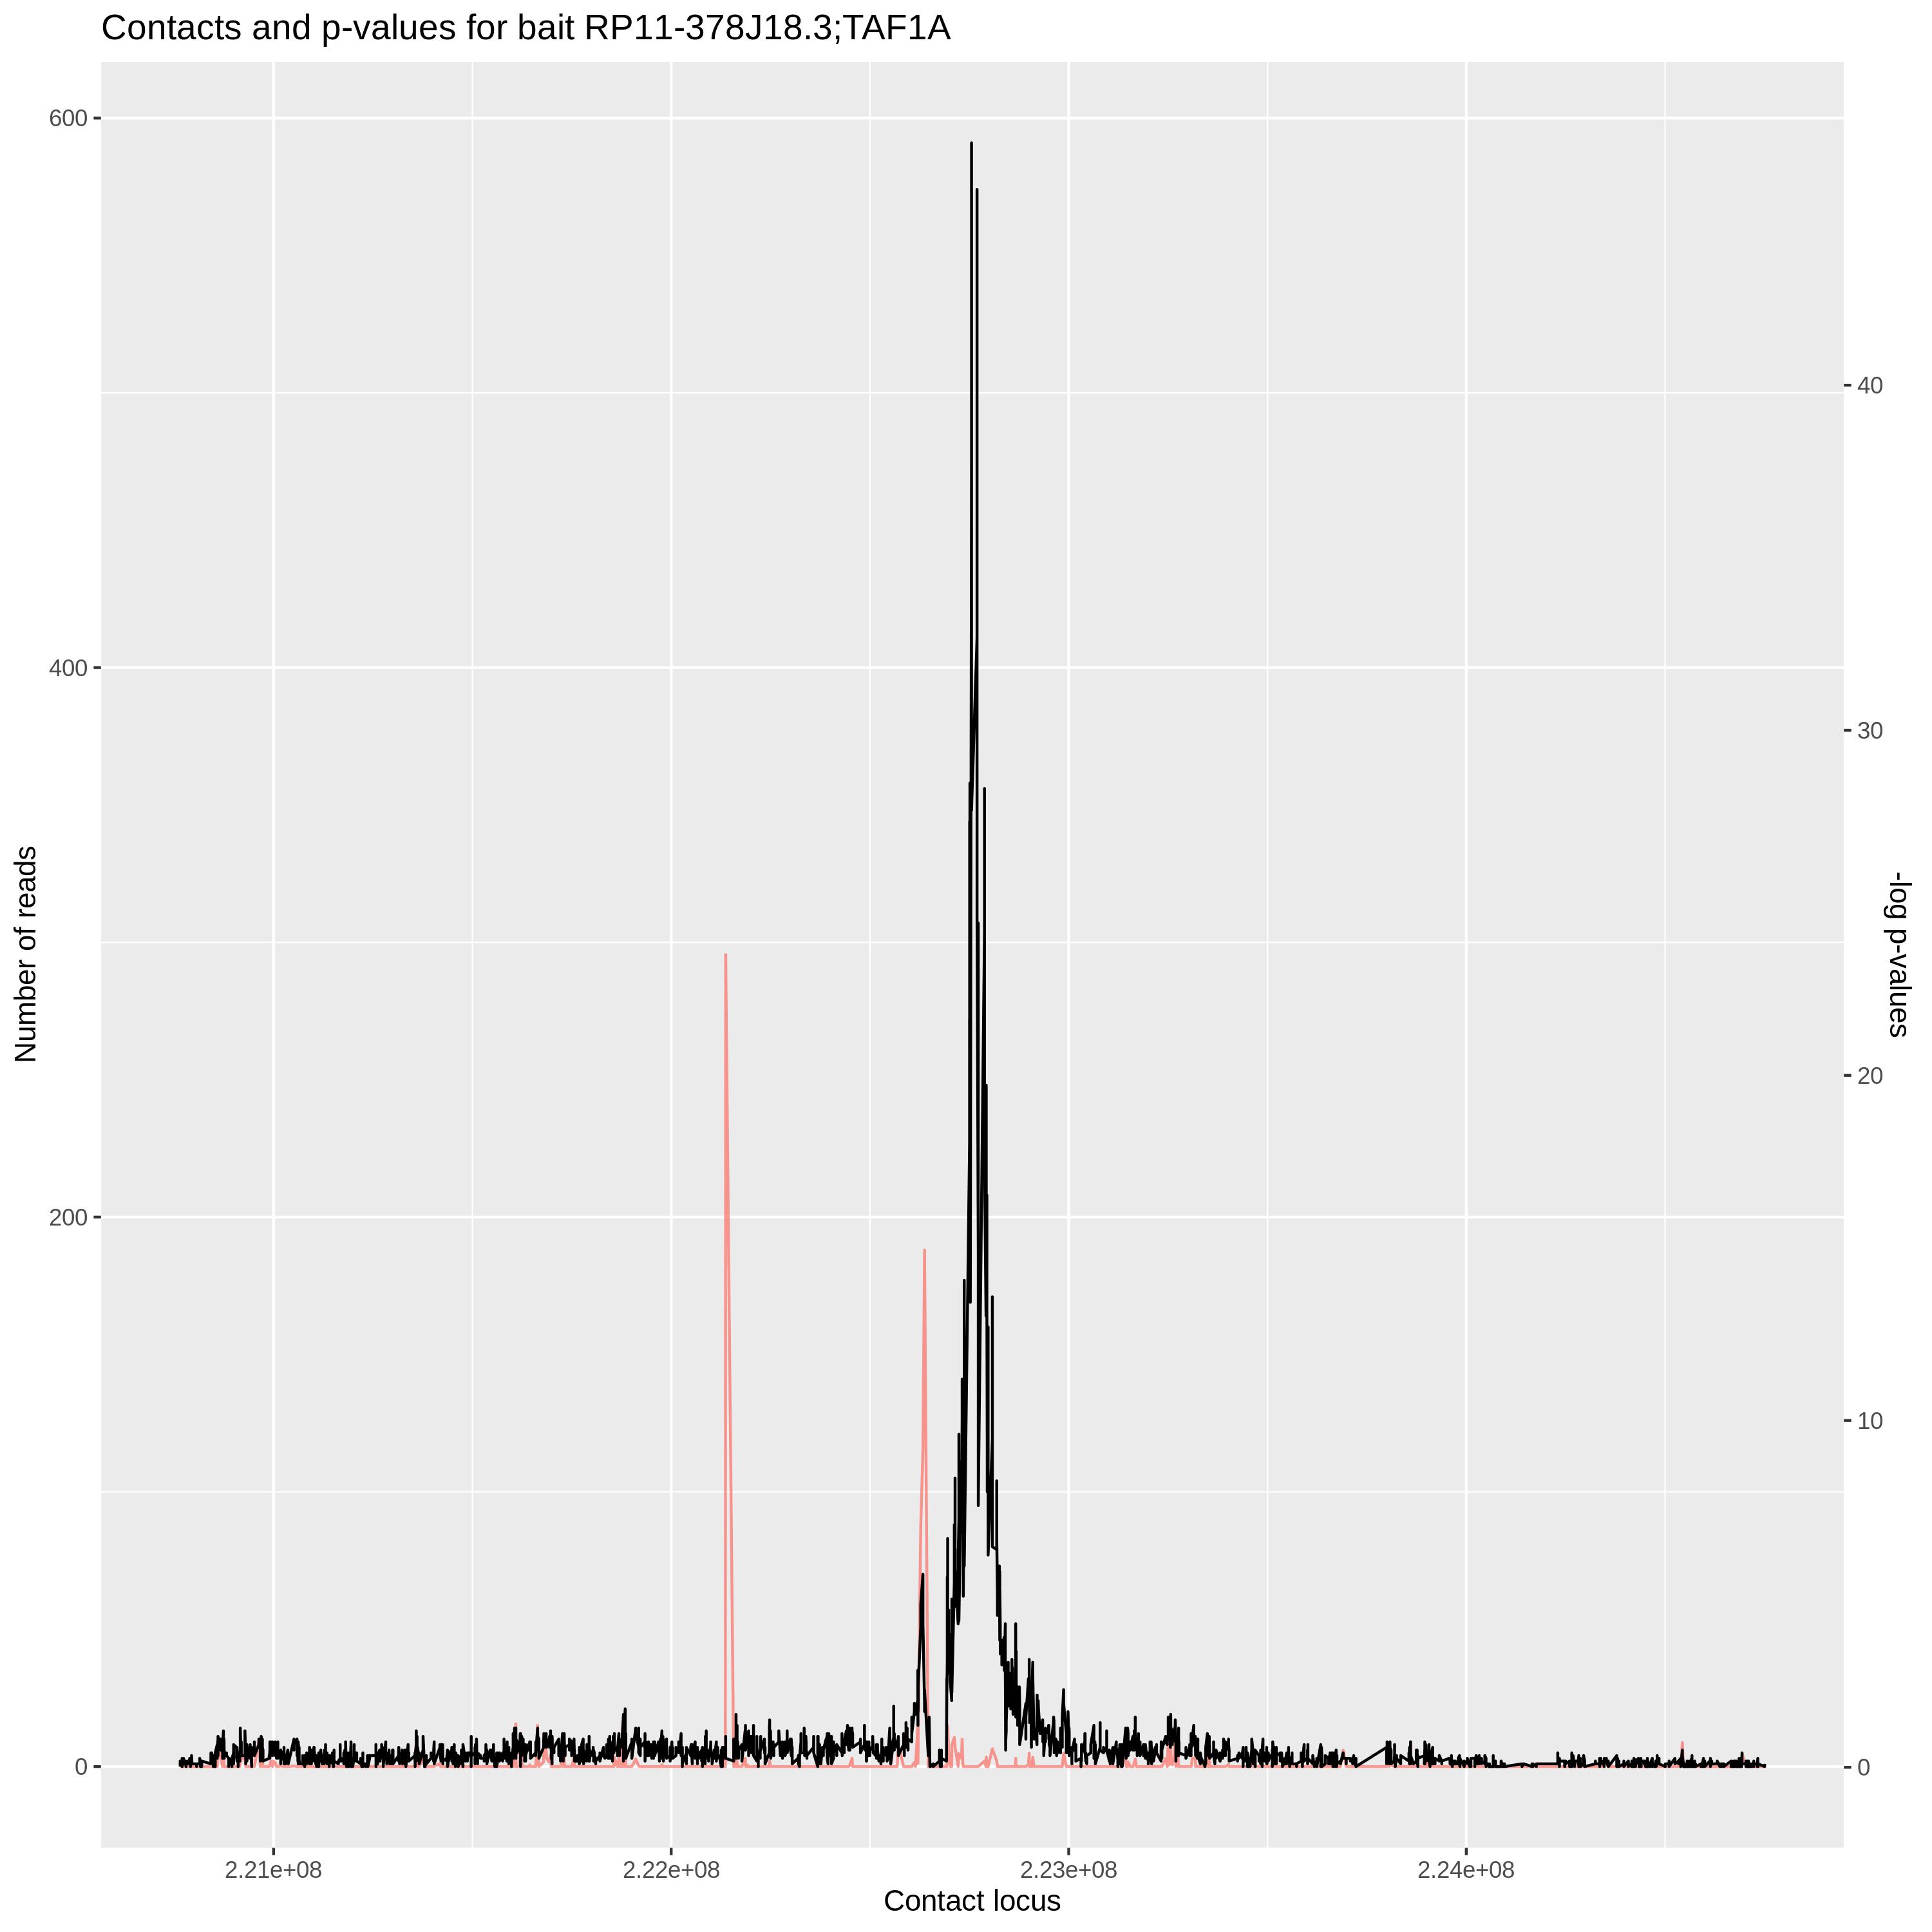 Contacts and p-values for bait RP11-378J18.3;TAF1A
600
400
200
0
Number of reads
40
30
20
10
0
-log p-values
2.21e+08
2.22e+08
2.23e+08
2.24e+08
Contact locus